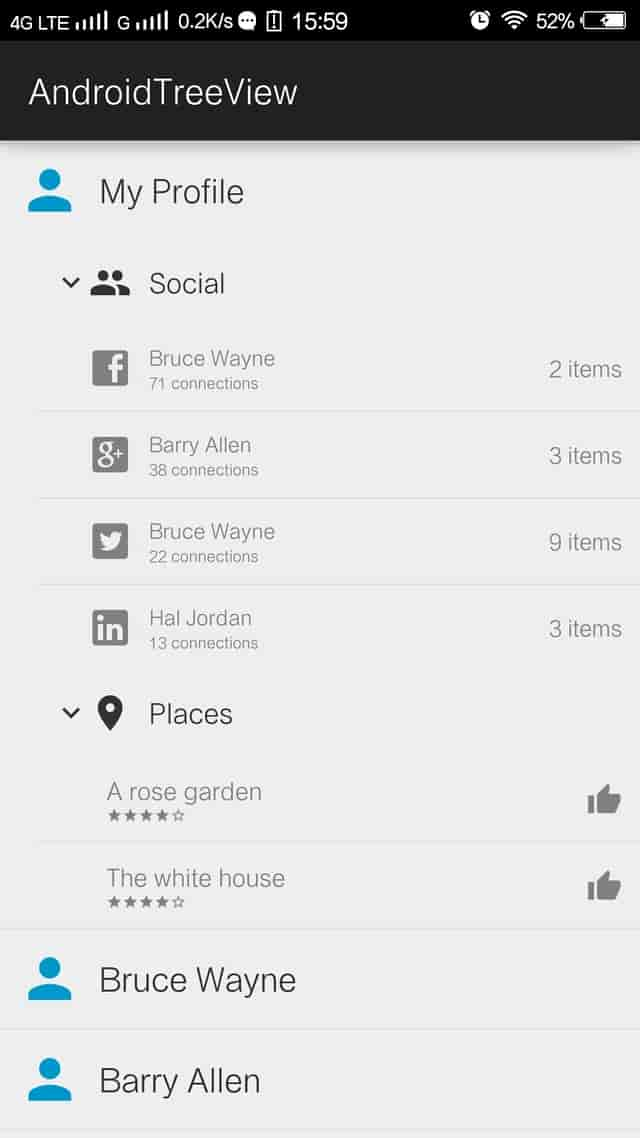 4G LTE G 0.2K/s 15:59 52%
AndroidTreeView
My Profile
Social
Bruce Wayne
71 connections
2 items
Barry Allen
38 connections
3 items
Bruce Wayne
22 connections
9 items
Hal Jordan
13 connections
3 items
Places
A rose garden
The white house
Bruce Wayne
Barry Allen